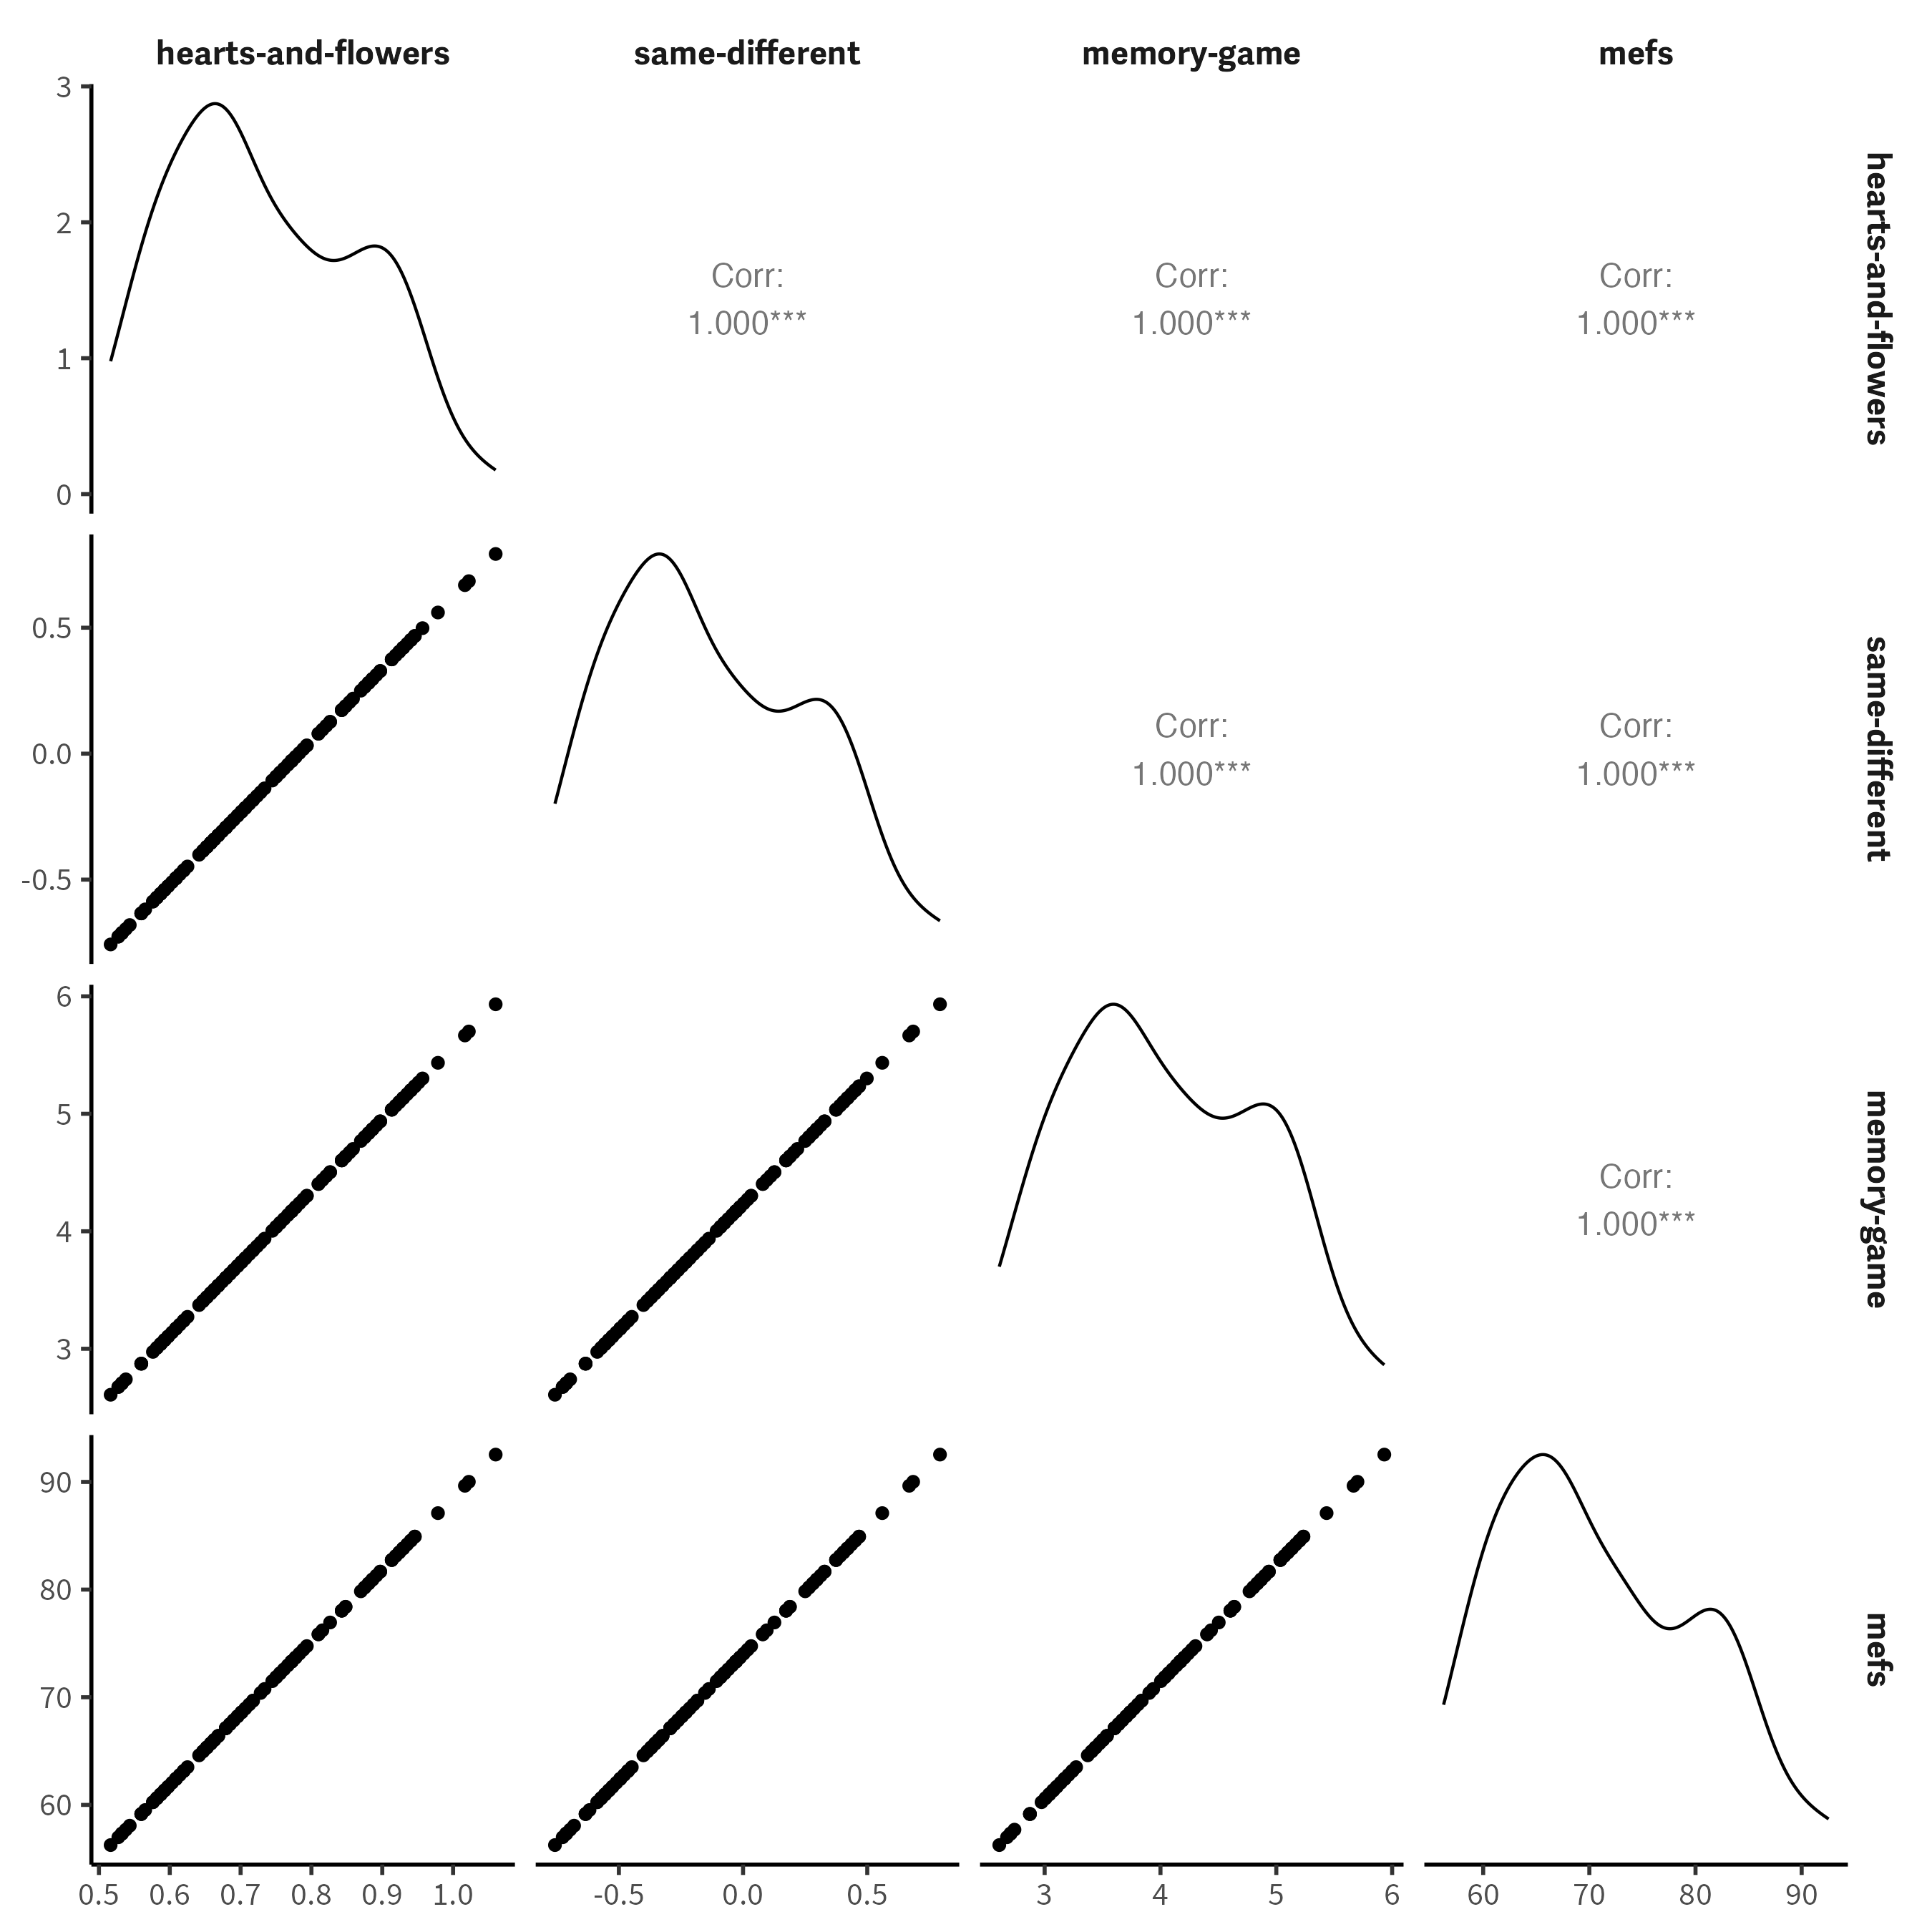 hearts-and-flowers same-different memory-game mefs
3
2
1
0
Corr:
1.000***
Corr:
1.000***
Corr:
1.000***
hearts-and-flowers
0.5
0.0
-0.5
Corr:
1.000***
Corr:
1.000***
same-different
6
5
4
3
Corr:
1.000***
memory-game
90
80
70
60
mefs
0.5 0.6 0.7 0.8 0.9 1.0
-0.5 0.0 0.5
3 4 5 6
60 70 80 90